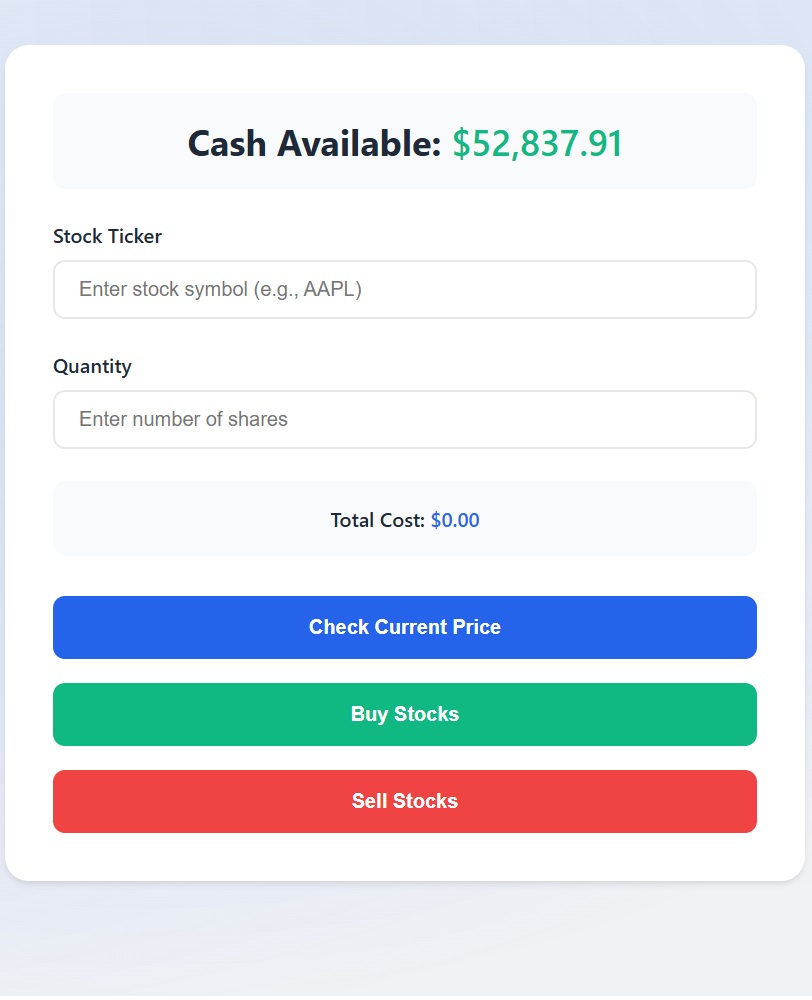 Cash Available: $52,837.91
Stock Ticker
Enter stock symbol (e.g., AAPL)
Quantity
Enter number of shares
Total Cost: $0.00
Check Current Price
Buy Stocks
Sell Stocks